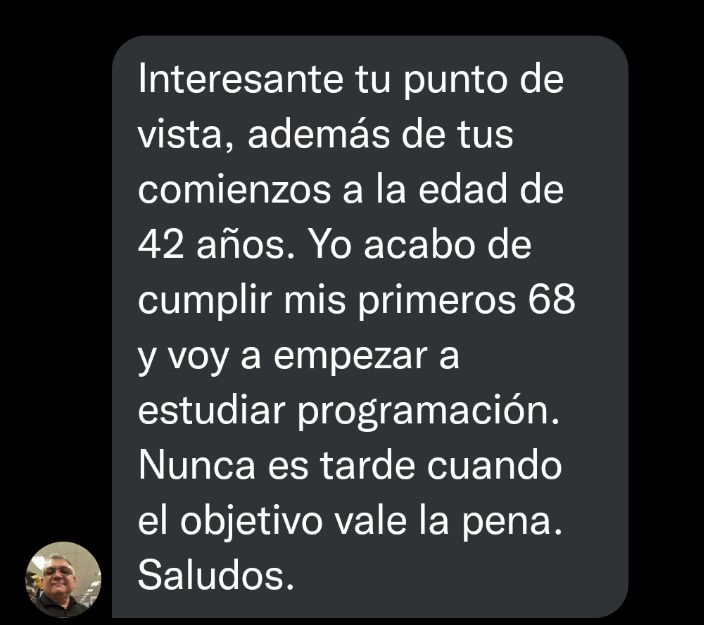 Interesante tu punto de
vista, además de tus
comienzos a la edad de
42 años. Yo acabo de
cumplir mis primeros 68
y voy a empezar a
estudiar programación.
Nunca es tarde cuando
el objetivo vale la pena.
Saludos.